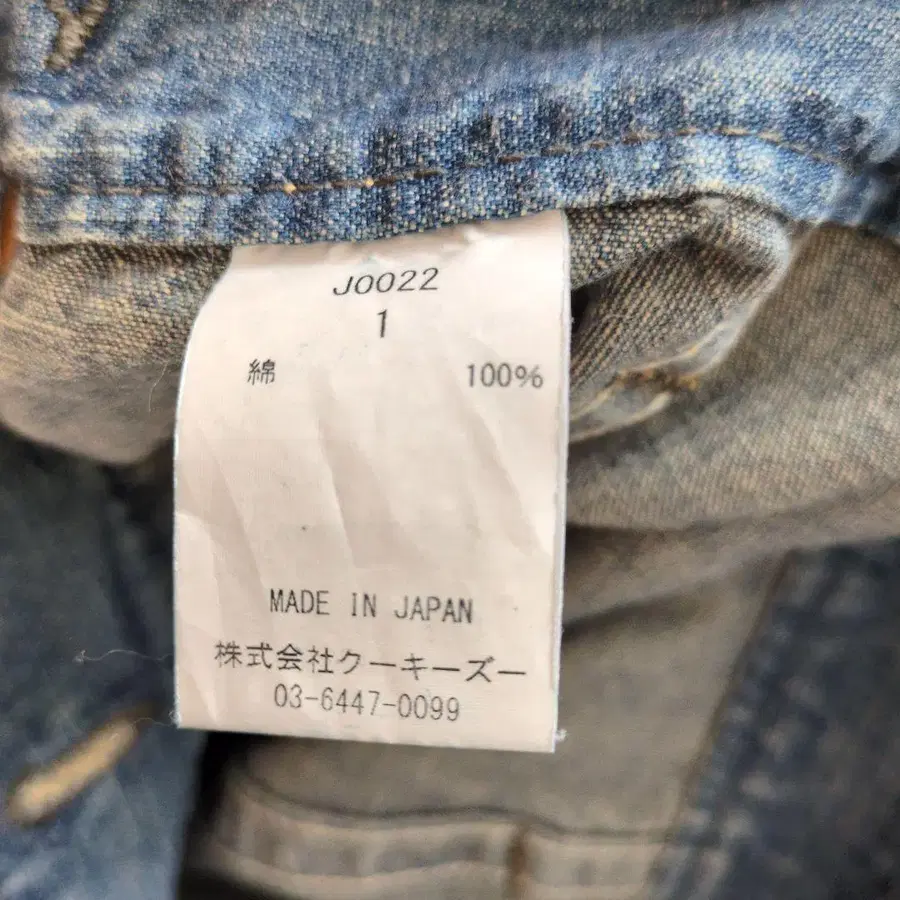 J0022
1
綿 100%
MADE IN JAPAN
株式会社クーキーズー
03-6447-0099